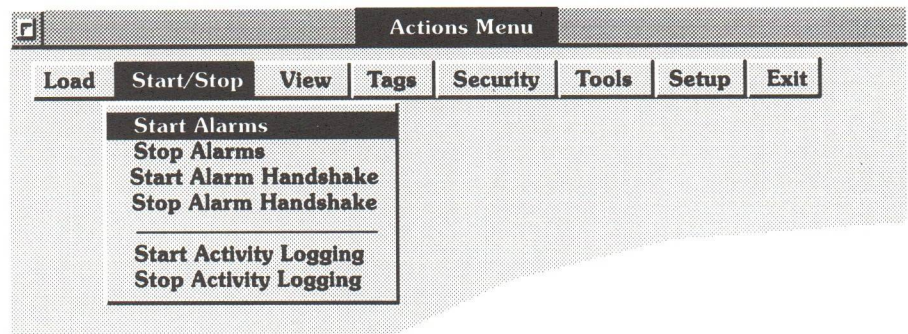 Actions Menu
Load Start/Stop View Tags Security Tools Setup Exit
Start Alarms
Stop Alarms
Start Alarm Handshake
Stop Alarm Handshake
Start Activity Logging
Stop Activity Logging